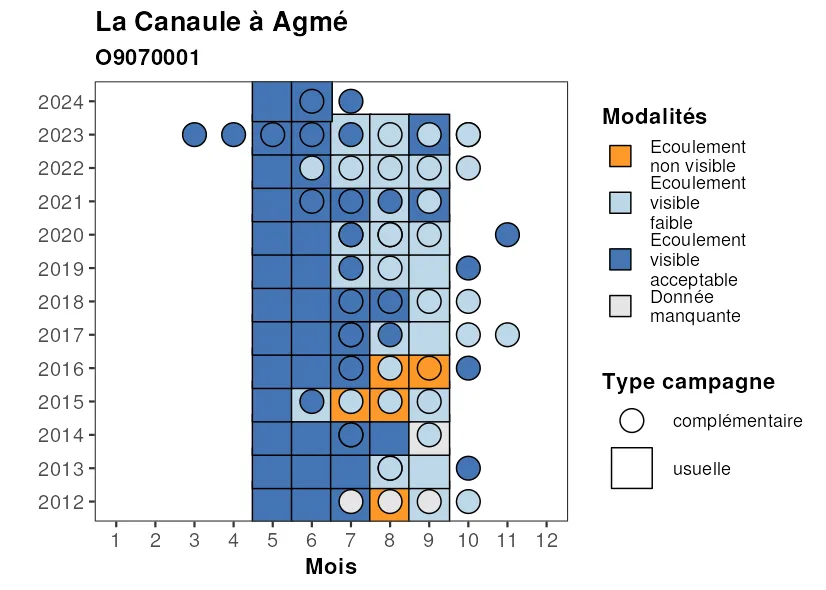 La Canaule à Agmé
O9070001
2024
2023
2022
2021
2020
2019
2018
2017
2016
2015
2014
2013
2012
1 2 3 4 5 6 7 8 9 10 11 12
Mois
Modalités
Ecoulement
non visible
Ecoulement
visible
faible
Ecoulement
visible
acceptable
Donnée
manquante
Type campagne
complémentaire
usuelle